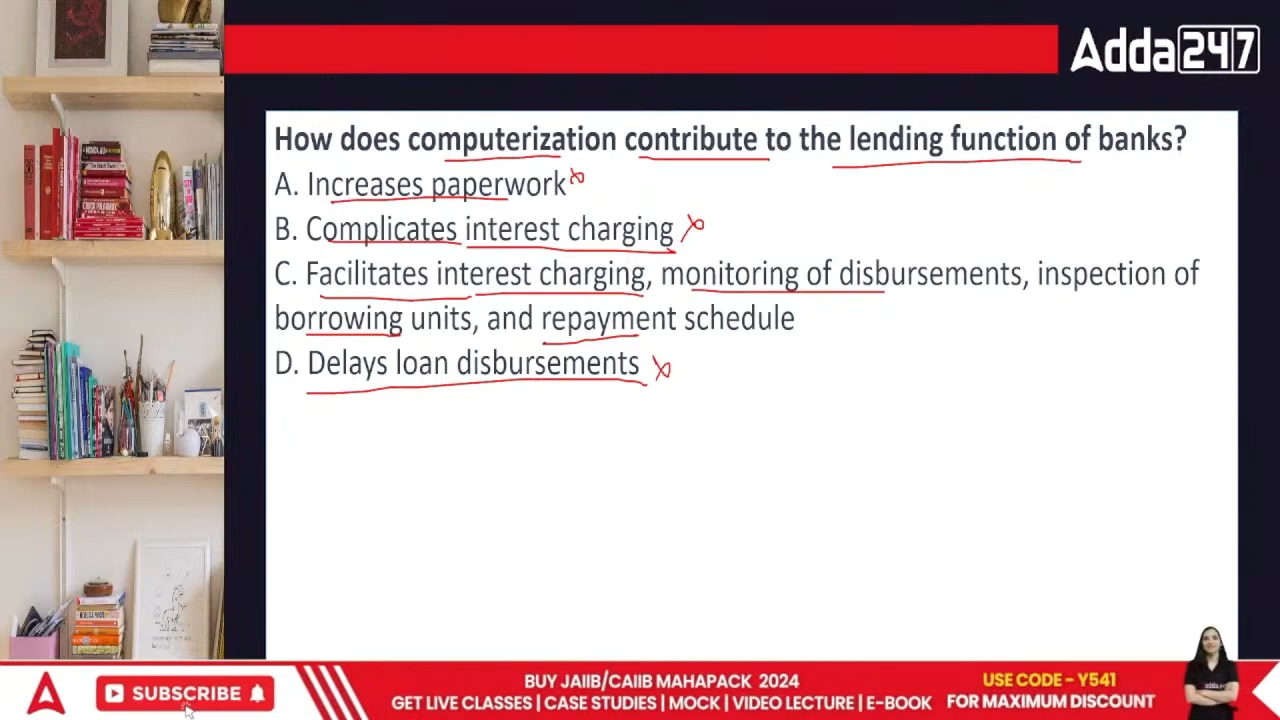 Adda247
How does computerization contribute to the lending function of banks?
A. Increases paperwork
B. Complicates interest charging
C. Facilitates interest charging, monitoring of disbursements, inspection of
borrowing units, and repayment schedule
D. Delays loan disbursements
SUBSCRIBE
BUY JAIIB/CAIIB MAHAPACK 2024
GET LIVE CLASSES | CASE STUDIES | MOCK | VIDEO LECTURE | E-BOOK
USE CODE - Y541
FOR MAXIMUM DISCOUNT